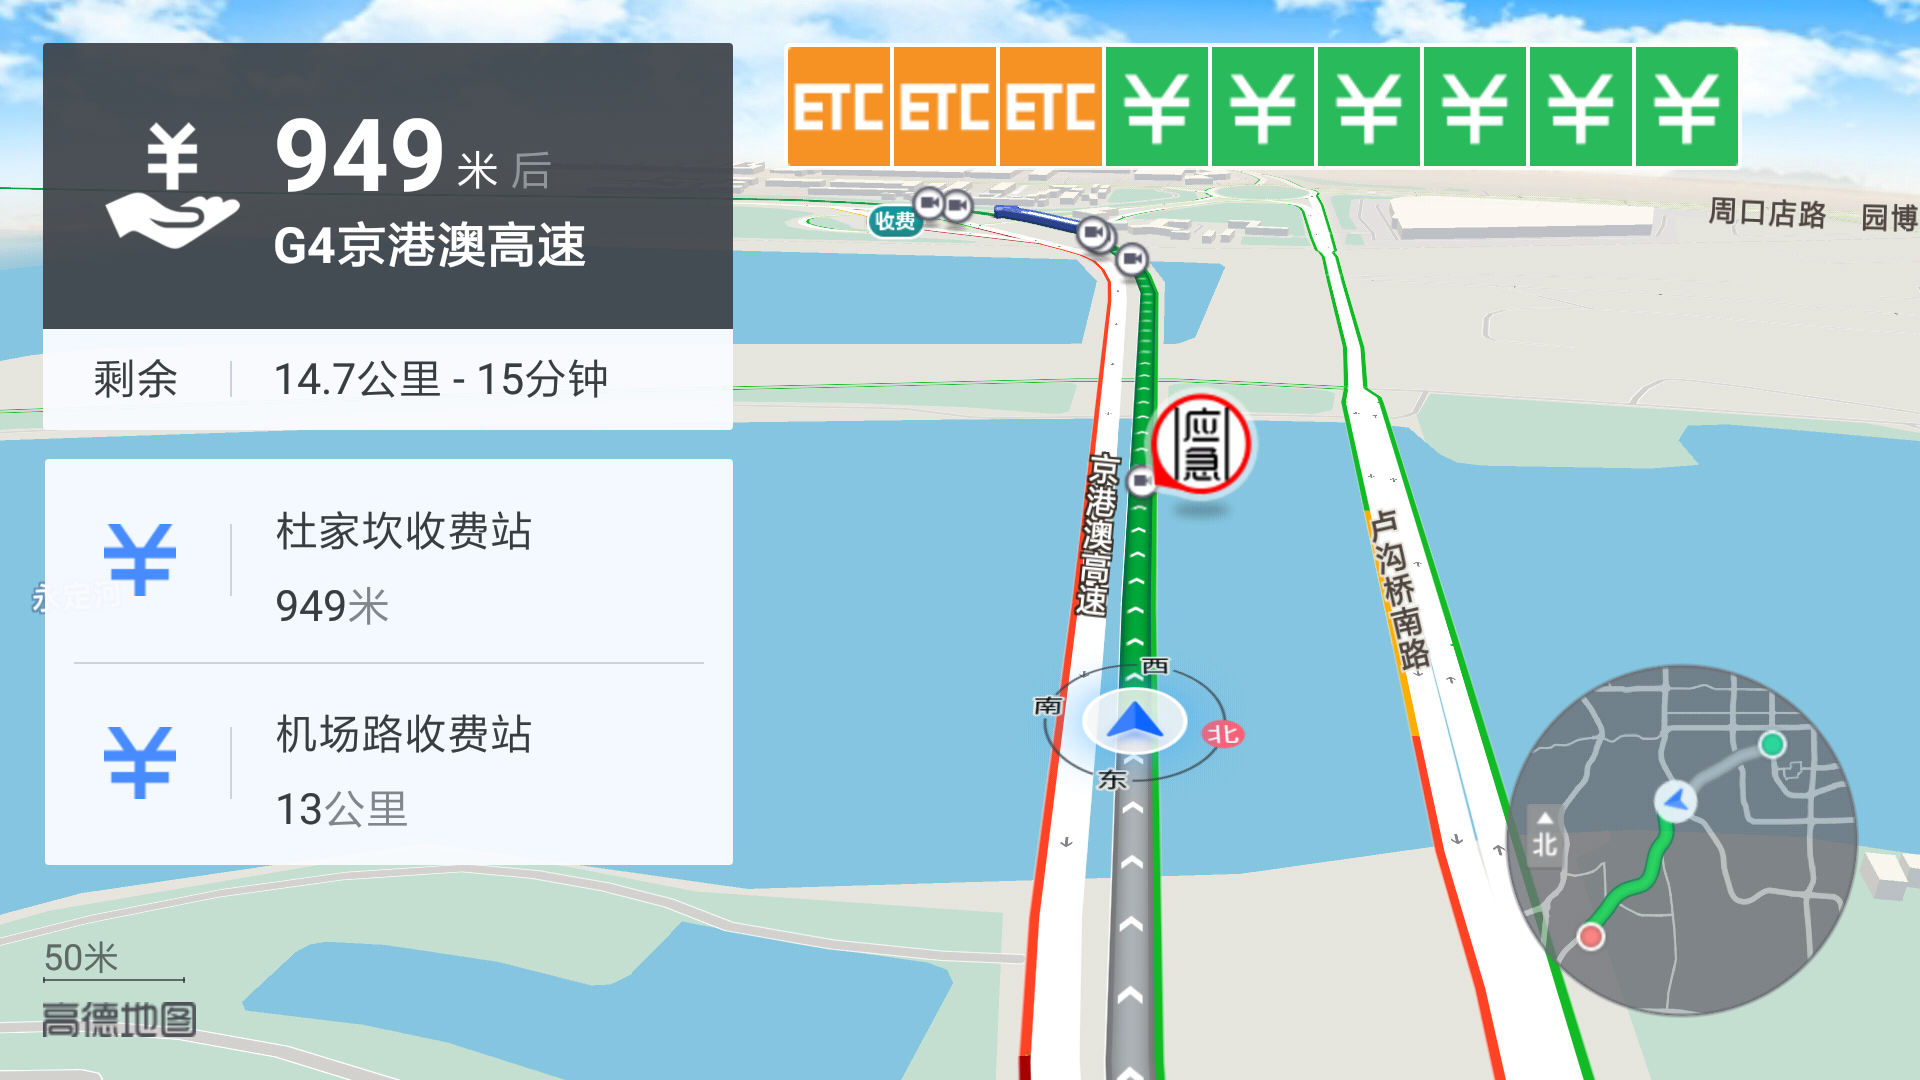 ¥
949 米 后
G4京港澳高速
剩余 14.7公里 - 15分钟
¥ 杜家坎收费站
949米
¥ 机场路收费站
13公里
ETC ETC ETC ¥ ¥ ¥ ¥ ¥ ¥
周口店路 园博
收费
应急
京港澳高速
卢沟桥南路
永定河
西
南
北
东
北
50米
高德地图